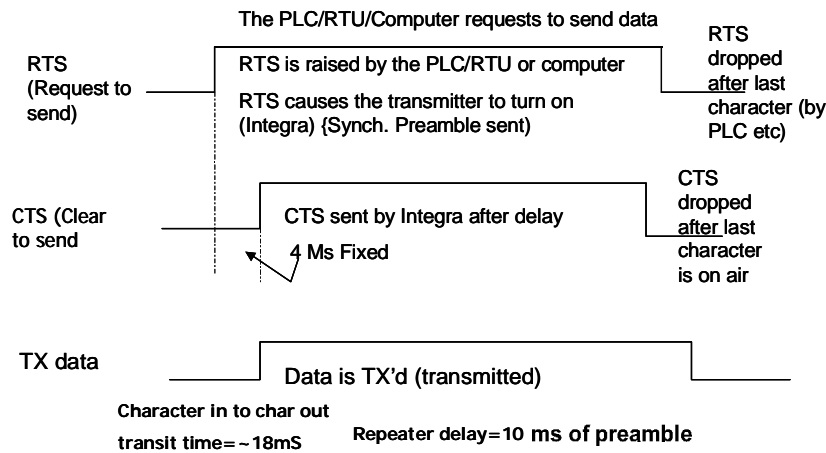 The PLC/RTU/Computer requests to send data
RTS
(Request to
send)
RTS is raised by the PLC/RTU or computer
RTS causes the transmitter to turn on
(Integra) {Synch. Preamble sent)
RTS
dropped
after last
character (by
PLC etc)
CTS (Clear
to send
CTS sent by Integra after delay
4 Ms Fixed
CTS
dropped
after last
character
is on air
TX data
Data is TX'd (transmitted)
Character in to char out
transit time=~18mS
Repeater delay=10 ms of preamble